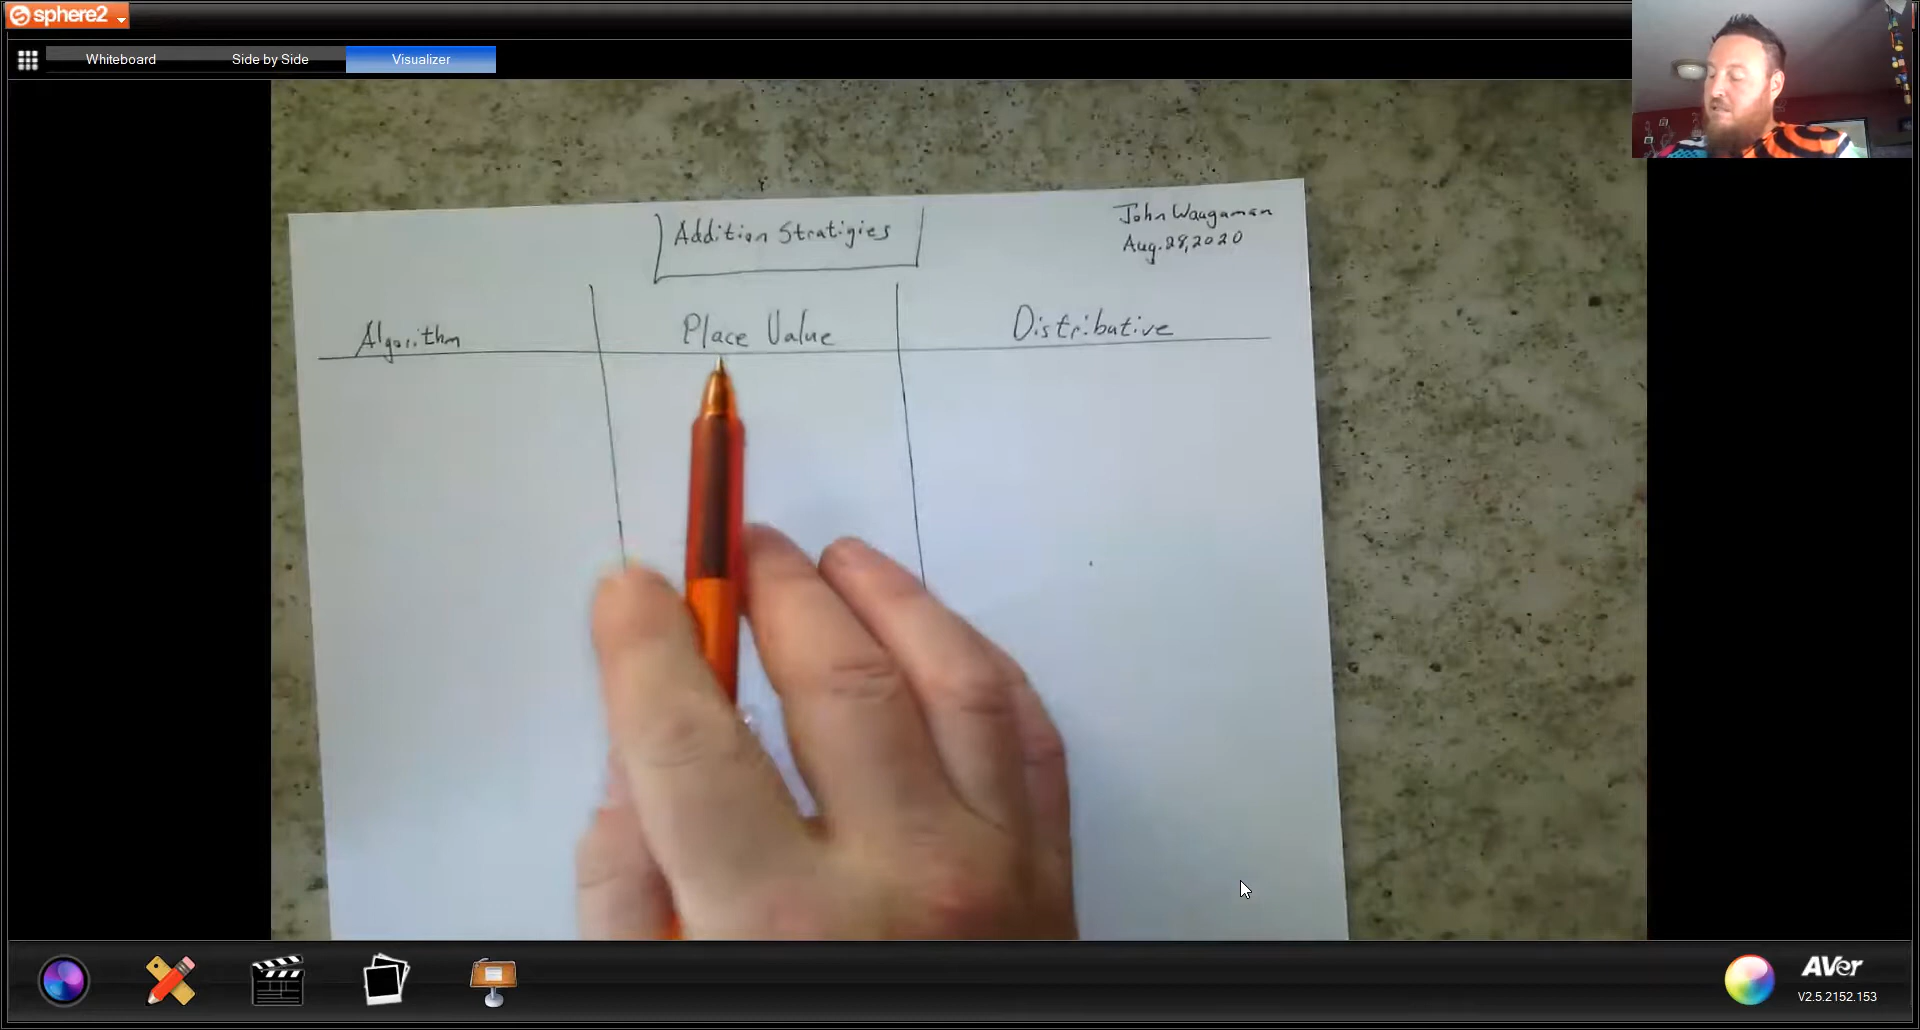 sphere2
Whiteboard
Side by Side
Visualizer
Addition Stratigies
John Waugaman
Aug. 28, 2020
Algorithm
Place Value
Distributive
AVer
V2.5.2152.153